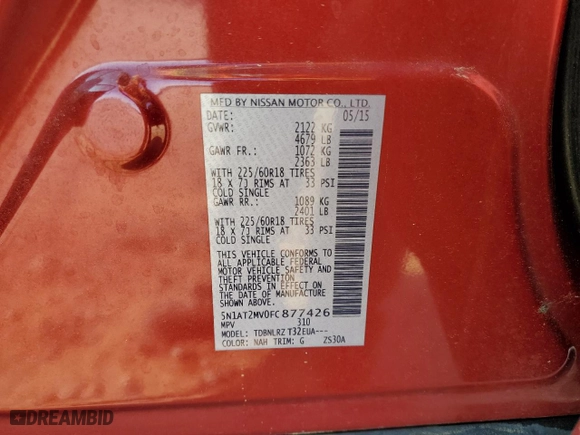 MFD BY NISSAN MOTOR CO., LTD.
DATE: 05/15
GVWR: 2122 KG
4679 LB
GAWR FR.: 1072 KG
2363 LB
WITH 225/60R18 TIRES
18 X 7J RIMS AT 33 PSI
COLD SINGLE
GAWR RR.: 1089 KG
2401 LB
WITH 225/60R18 TIRES
18 X 7J RIMS AT 33 PSI
COLD SINGLE
THIS VEHICLE CONFORMS TO
ALL APPLICABLE FEDERAL
MOTOR VEHICLE SAFETY AND
THEFT PREVENTION
STANDARDS IN EFFECT ON
THE DATE OF MANUFACTURE
SHOWN ABOVE.
5N1AT2MV0FC877426
MPV 310
MODEL: TDBNLRZ T32EUA---
COLOR: NAH TRIM: G ZS30A
DREAMBID